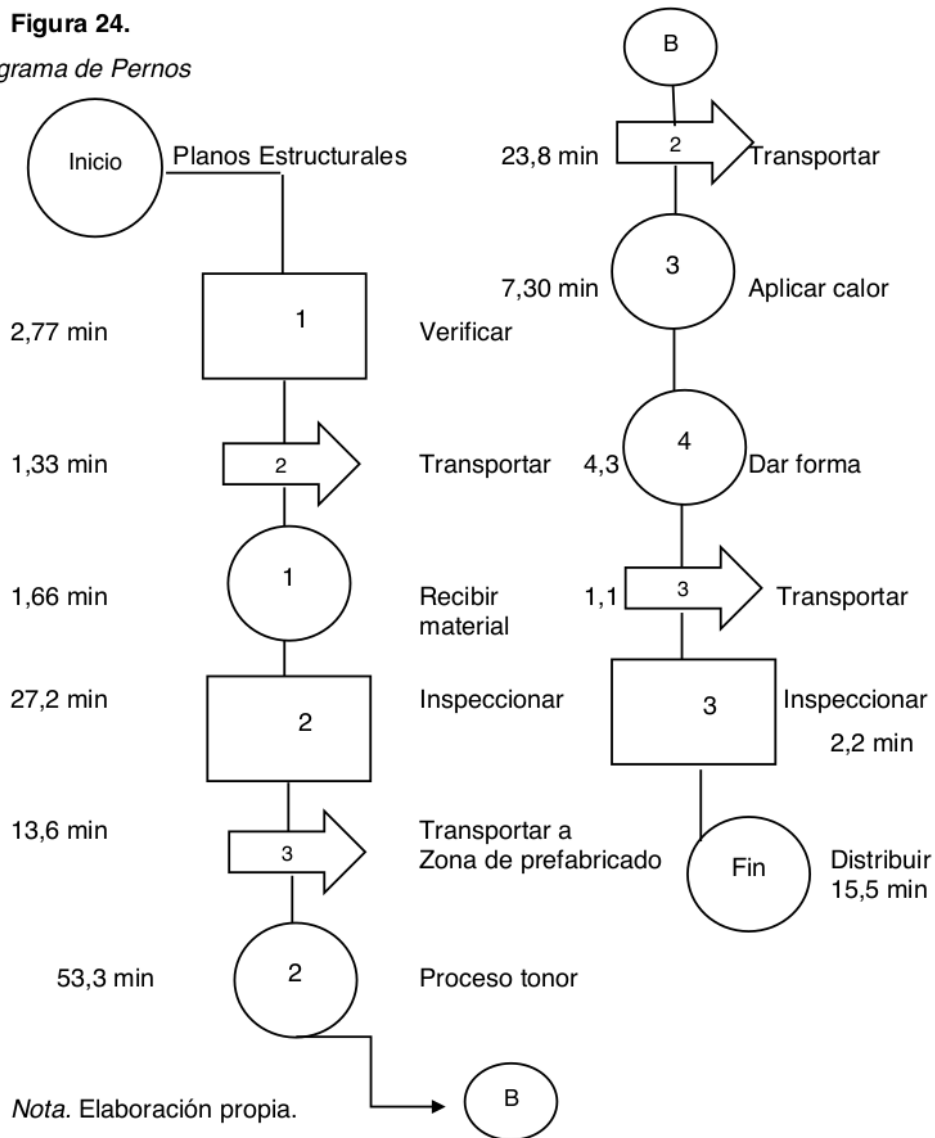 Figura 24.
grama de Pernos
Inicio
Planos Estructurales
2,77 min
1
Verificar
1,33 min
2
Transportar
1,66 min
1
Recibir
material
27,2 min
2
Inspeccionar
13,6 min
3
Transportar a
Zona de prefabricado
53,3 min
2
Proceso tonor
B
Nota. Elaboración propia.
B
23,8 min
2
Transportar
7,30 min
3
Aplicar calor
4,3
4
Dar forma
1,1
3
Transportar
3
Inspeccionar
2,2 min
Fin
Distribuir
15,5 min